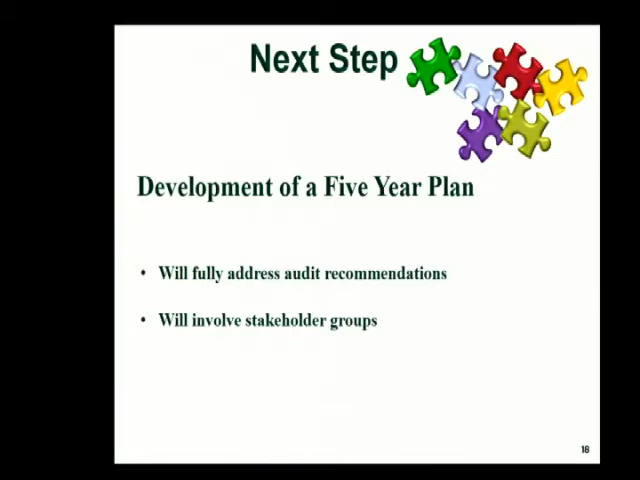 Next Step
Development of a Five Year Plan
• Will fully address audit recommendations
• Will involve stakeholder groups
18